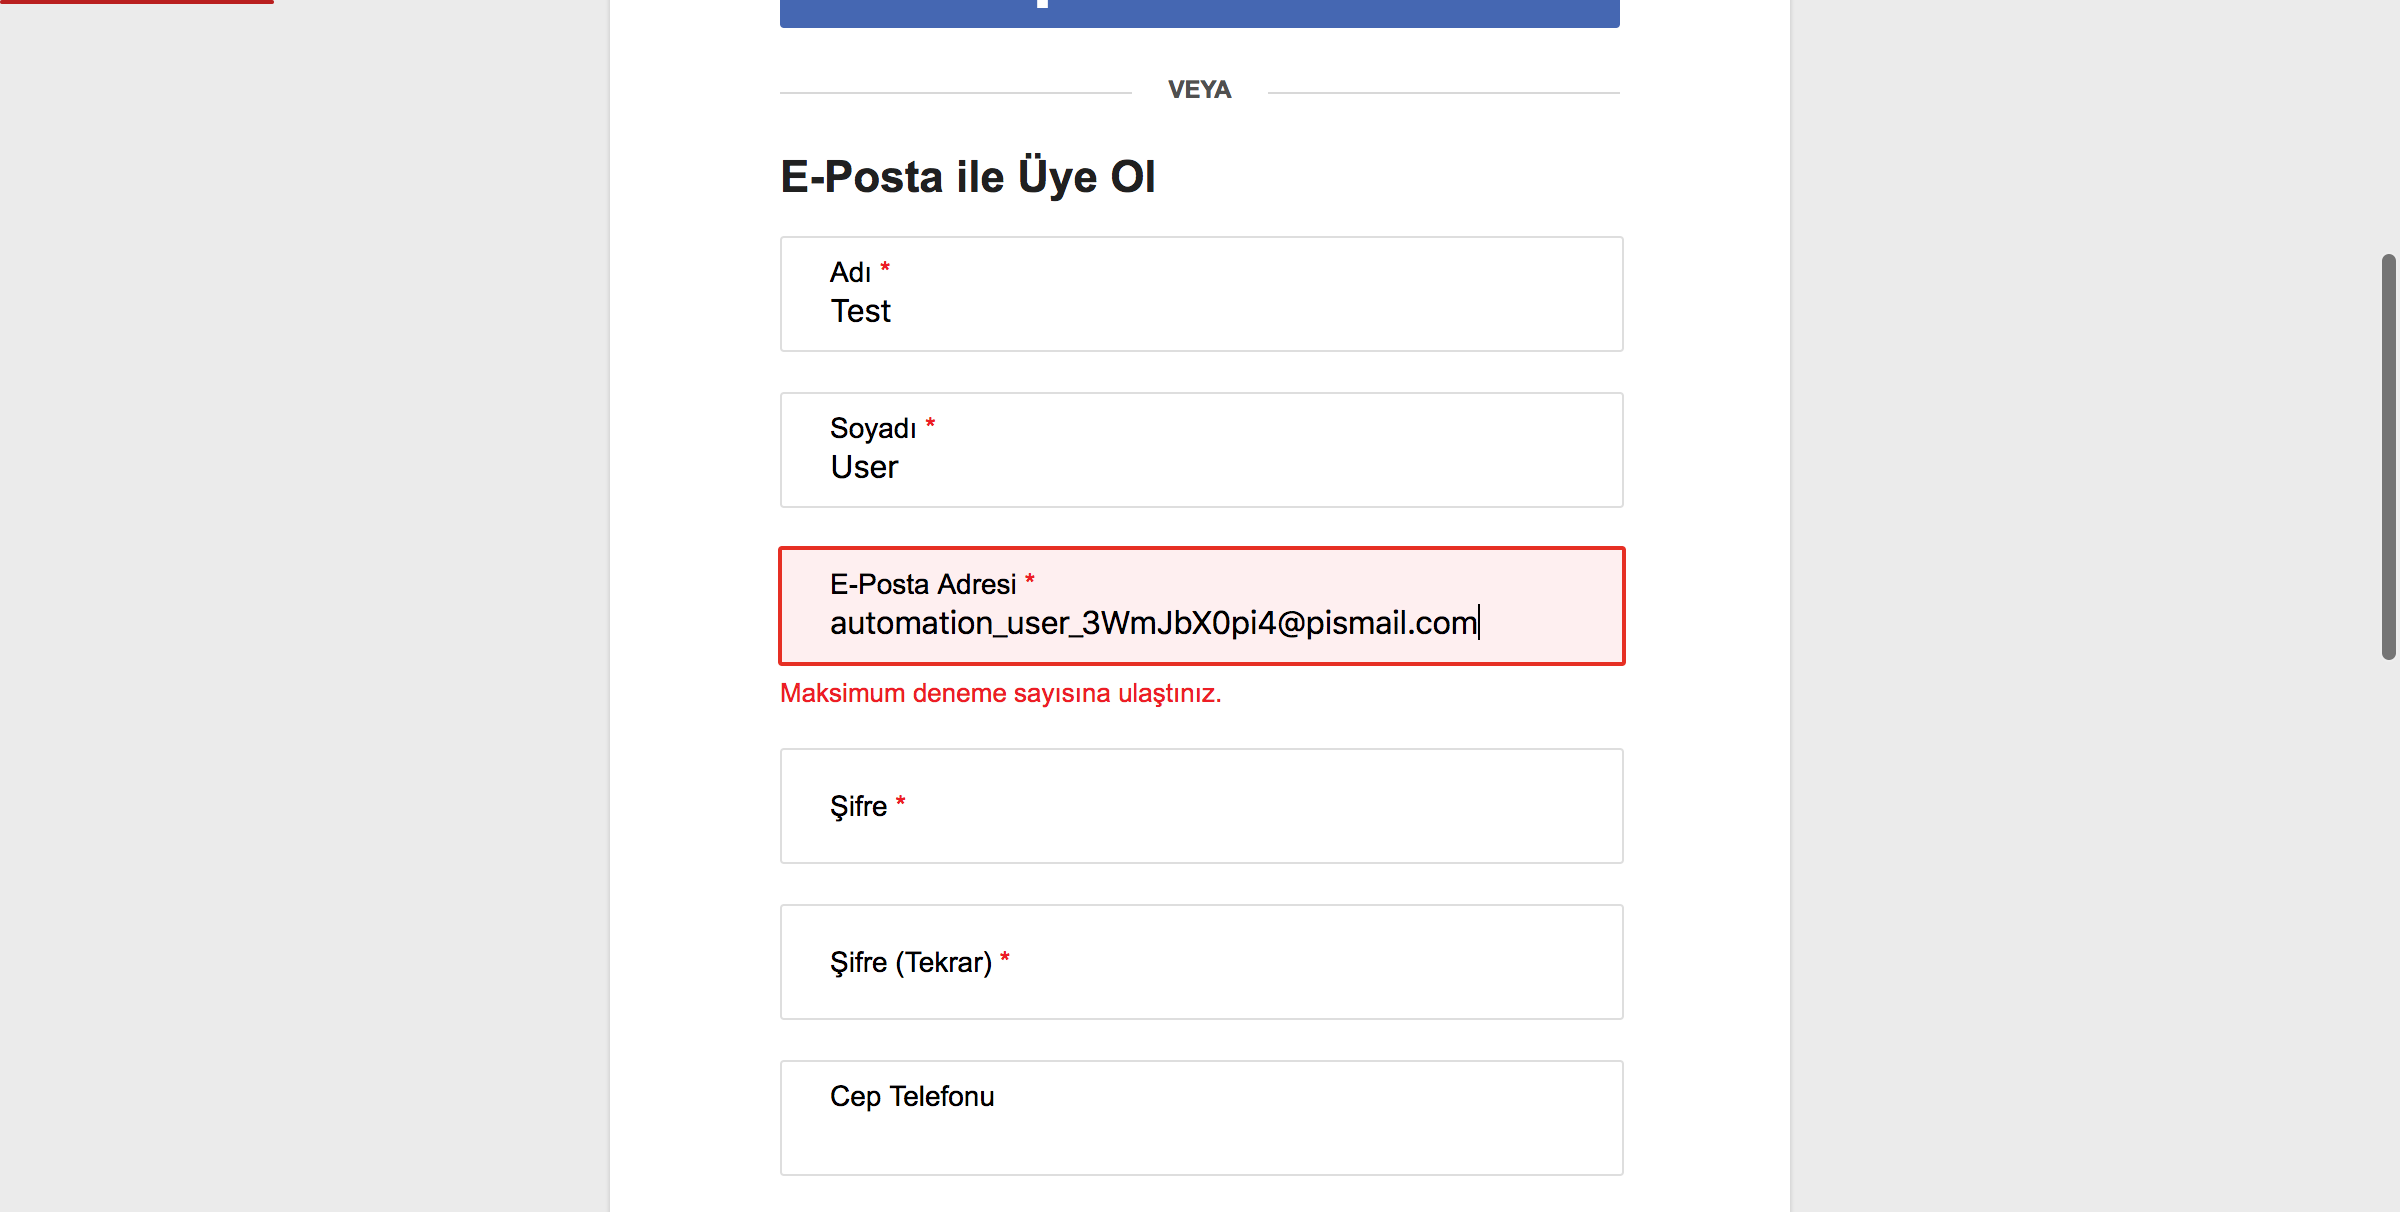 VEYA
E-Posta ile Üye Ol
Adı *
Test
Soyadı *
User
E-Posta Adresi *
automation_user_3WmJbX0pi4@pismail.com
Maksimum deneme sayısına ulaştınız.
Şifre *
Şifre (Tekrar) *
Cep Telefonu